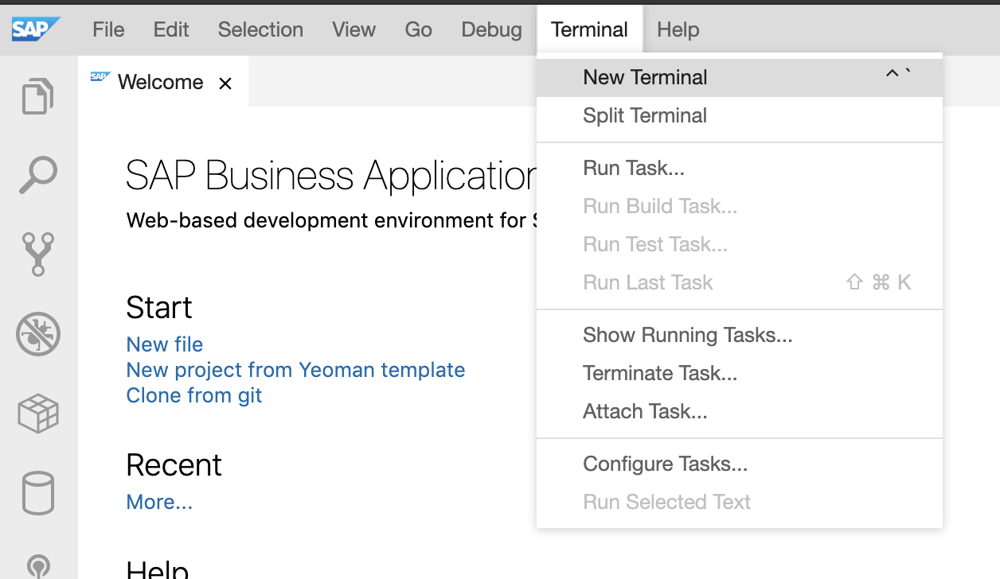 SAP File Edit Selection View Go Debug Terminal Help
SAP Welcome ×
New Terminal ^ `
Split Terminal
Run Task...
Run Build Task...
Run Test Task...
Run Last Task ⇧ ⌘ K
Show Running Tasks...
Terminate Task...
Attach Task...
Configure Tasks...
Run Selected Text
SAP Business Application
Web-based development environment for
Start
New file
New project from Yeoman template
Clone from git
Recent
More...
Help